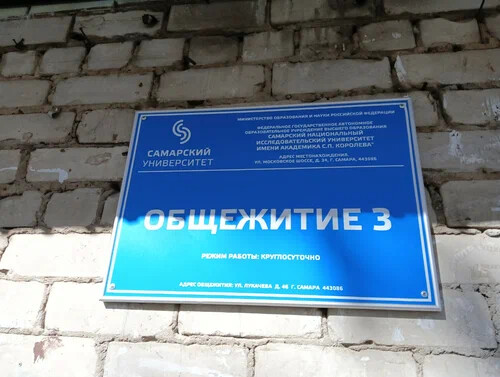 МИНИСТЕРСТВО ОБРАЗОВАНИЯ И НАУКИ РОССИЙСКОЙ ФЕДЕРАЦИИ
ФЕДЕРАЛЬНОЕ ГОСУДАРСТВЕННОЕ АВТОНОМНОЕ
ОБРАЗОВАТЕЛЬНОЕ УЧРЕЖДЕНИЕ ВЫСШЕГО ОБРАЗОВАНИЯ
САМАРСКИЙ НАЦИОНАЛЬНЫЙ
ИССЛЕДОВАТЕЛЬСКИЙ УНИВЕРСИТЕТ
ИМЕНИ АКАДЕМИКА С.П. КОРОЛЕВА"
АДРЕС МЕСТОНАХОЖДЕНИЯ:
УЛ. МОСКОВСКОЕ ШОССЕ, Д. 34, Г. САМАРА, 443086
САМАРСКИЙ
УНИВЕРСИТЕТ
ОБЩЕЖИТИЕ 3
РЕЖИМ РАБОТЫ: КРУГЛОСУТОЧНО
АДРЕС ОБЩЕЖИТИЯ: УЛ. ЛУКАЧЕВА Д. 46 Г. САМАРА 443086